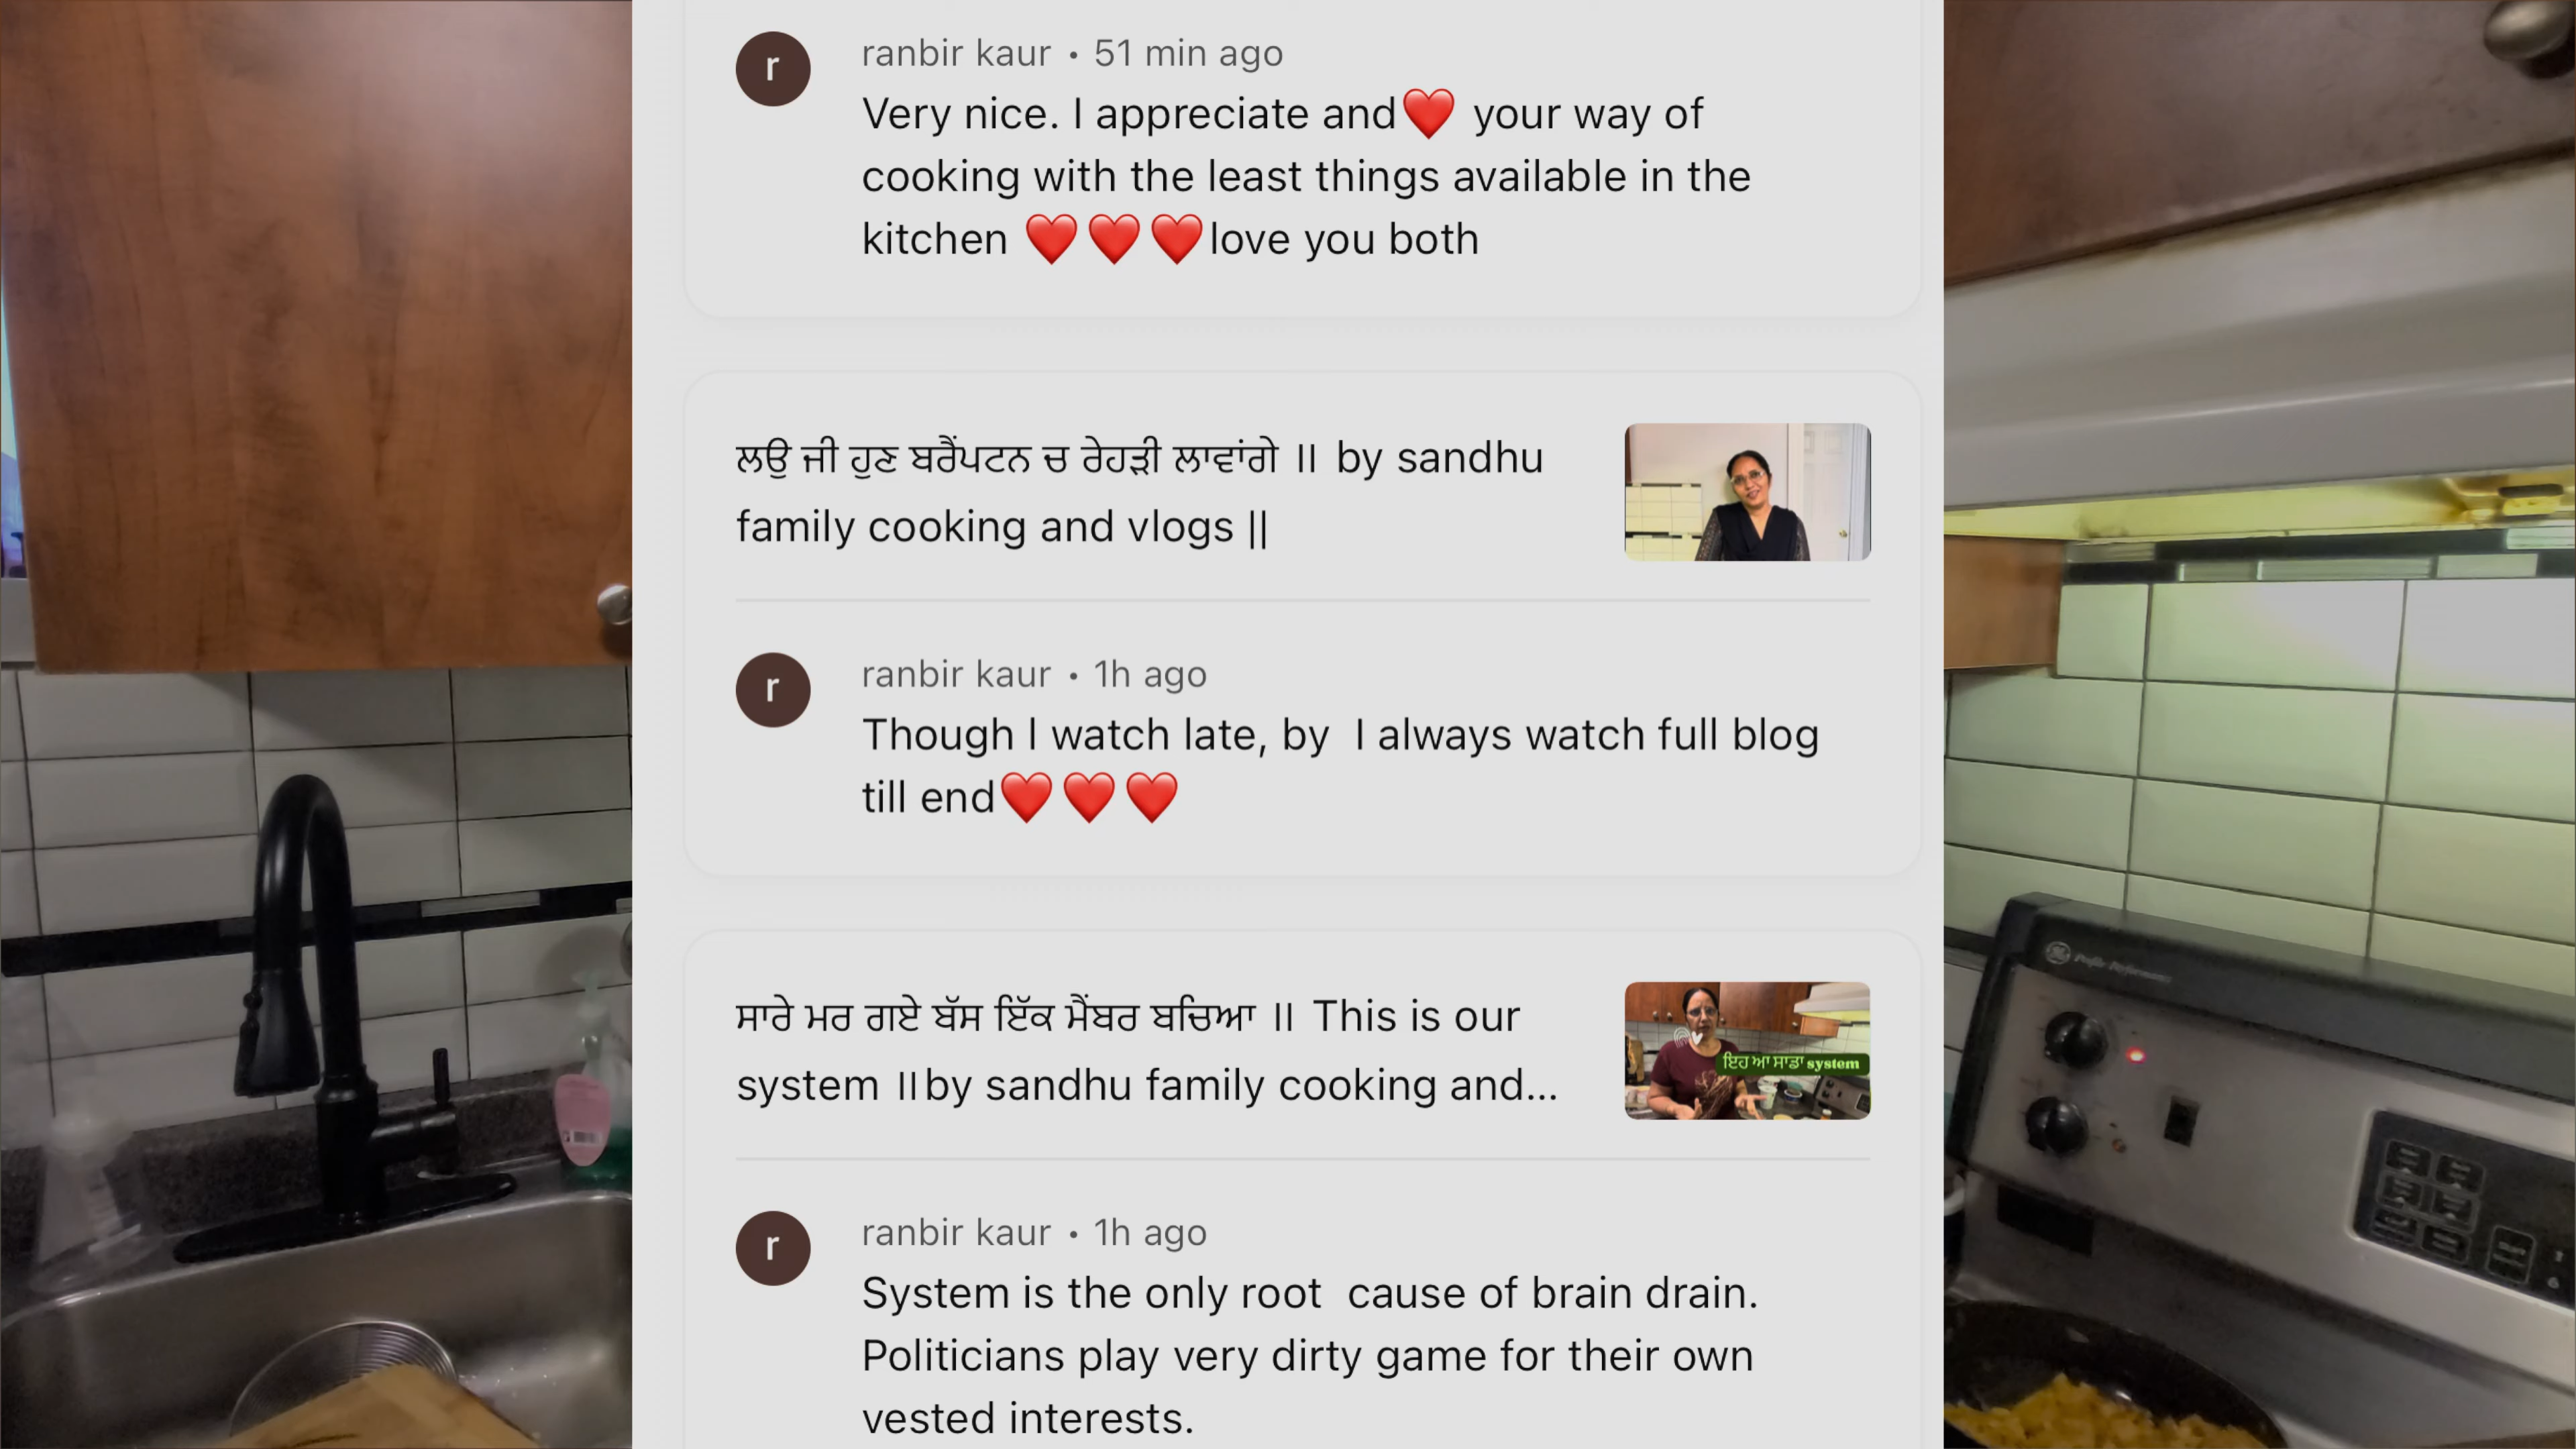 ranbir kaur • 51 min ago
r
Very nice. I appreciate and❤️ your way of
cooking with the least things available in the
kitchen ❤️❤️❤️love you both
ਲਉ ਜੀ ਹੁਣ ਬਰੈਂਪਟਨ ਚ ਰੇਹੜੀ ਲਾਵਾਂਗੇ || by sandhu
family cooking and vlogs ||
ranbir kaur • 1h ago
r
Though I watch late, by I always watch full blog
till end❤️❤️❤️
ਸਾਰੇ ਮਰ ਗਏ ਬੱਸ ਇੱਕ ਮੈਂਬਰ ਬਚਿਆ || This is our
system ||by sandhu family cooking and...
ਇਹ ਆ ਸਾਡਾ system
ranbir kaur • 1h ago
r
System is the only root cause of brain drain.
Politicians play very dirty game for their own
vested interests.